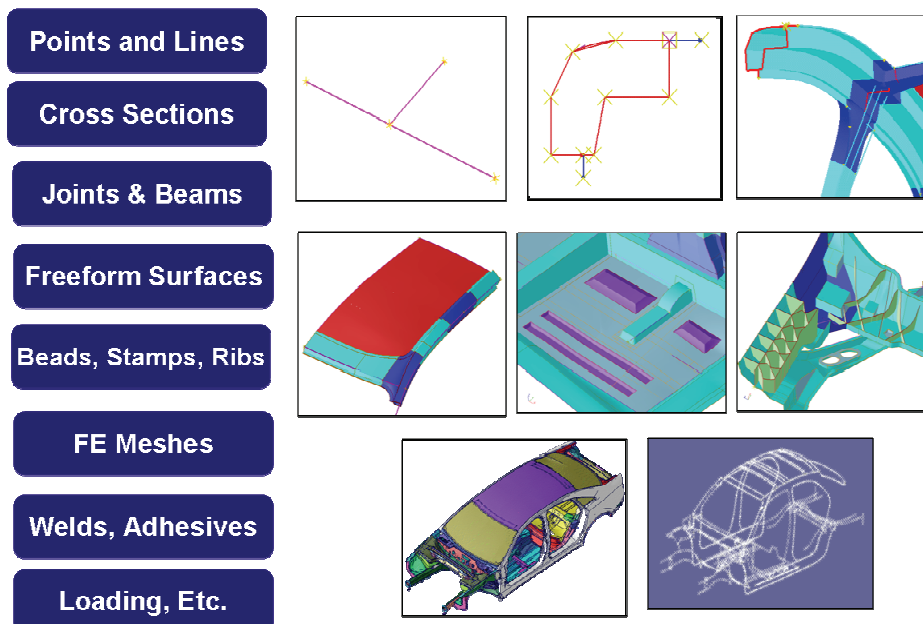 Points and Lines
Cross Sections
Joints & Beams
Freeform Surfaces
Beads, Stamps, Ribs
FE Meshes
Welds, Adhesives
Loading, Etc.